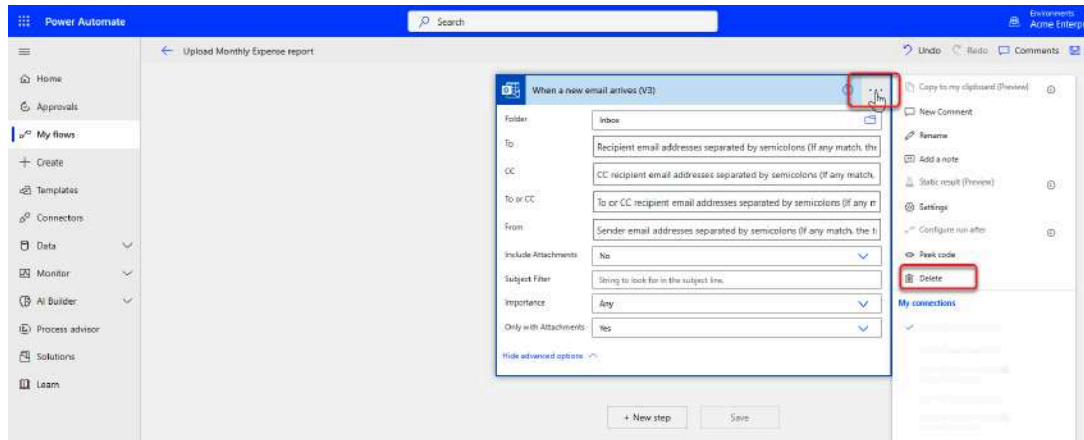 Power Automate
Search
Environments
Acme Enterp
Upload Monthly Expense report
Undo Redo Comments
Home
Approvals
My flows
Create
Templates
Connectors
Data
Monitor
AI Builder
Process advisor
Solutions
Learn
When a new email arrives (V3)
Folder Inbox
To Recipient email addresses separated by semicolons (If any match, the
CC CC recipient email addresses separated by semicolons (If any match,
To or CC To or CC recipient email addresses separated by semicolons (If any m
From Sender email addresses separated by semicolons (If any match, the t
Include Attachments No
Subject Filter String to look for in the subject line.
Importance Any
Only with Attachments Yes
Hide advanced options
+ New step Save
Copy to my clipboard (Preview)
New Comment
Rename
Add a note
Static result (Preview)
Settings
Configure run after
Peek code
Delete
My connections